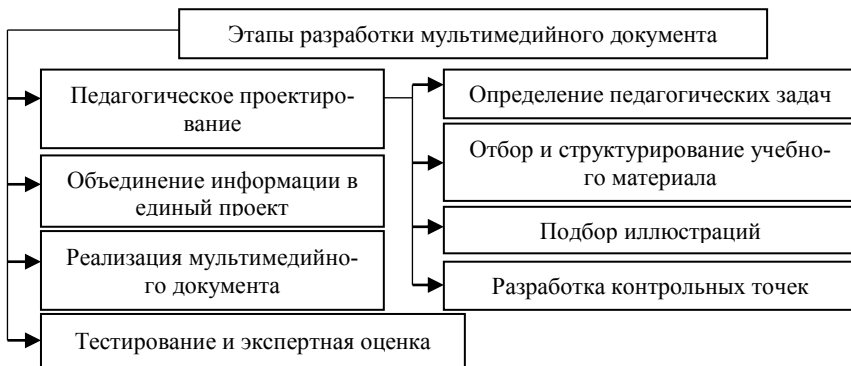 Этапы разработки мультимедийного документа
Педагогическое проектиро-
вание
Объединение информации в
единый проект
Реализация мультимедийно-
го документа
Тестирование и экспертная оценка
Определение педагогических задач
Отбор и структурирование учебно-
го материала
Подбор иллюстраций
Разработка контрольных точек